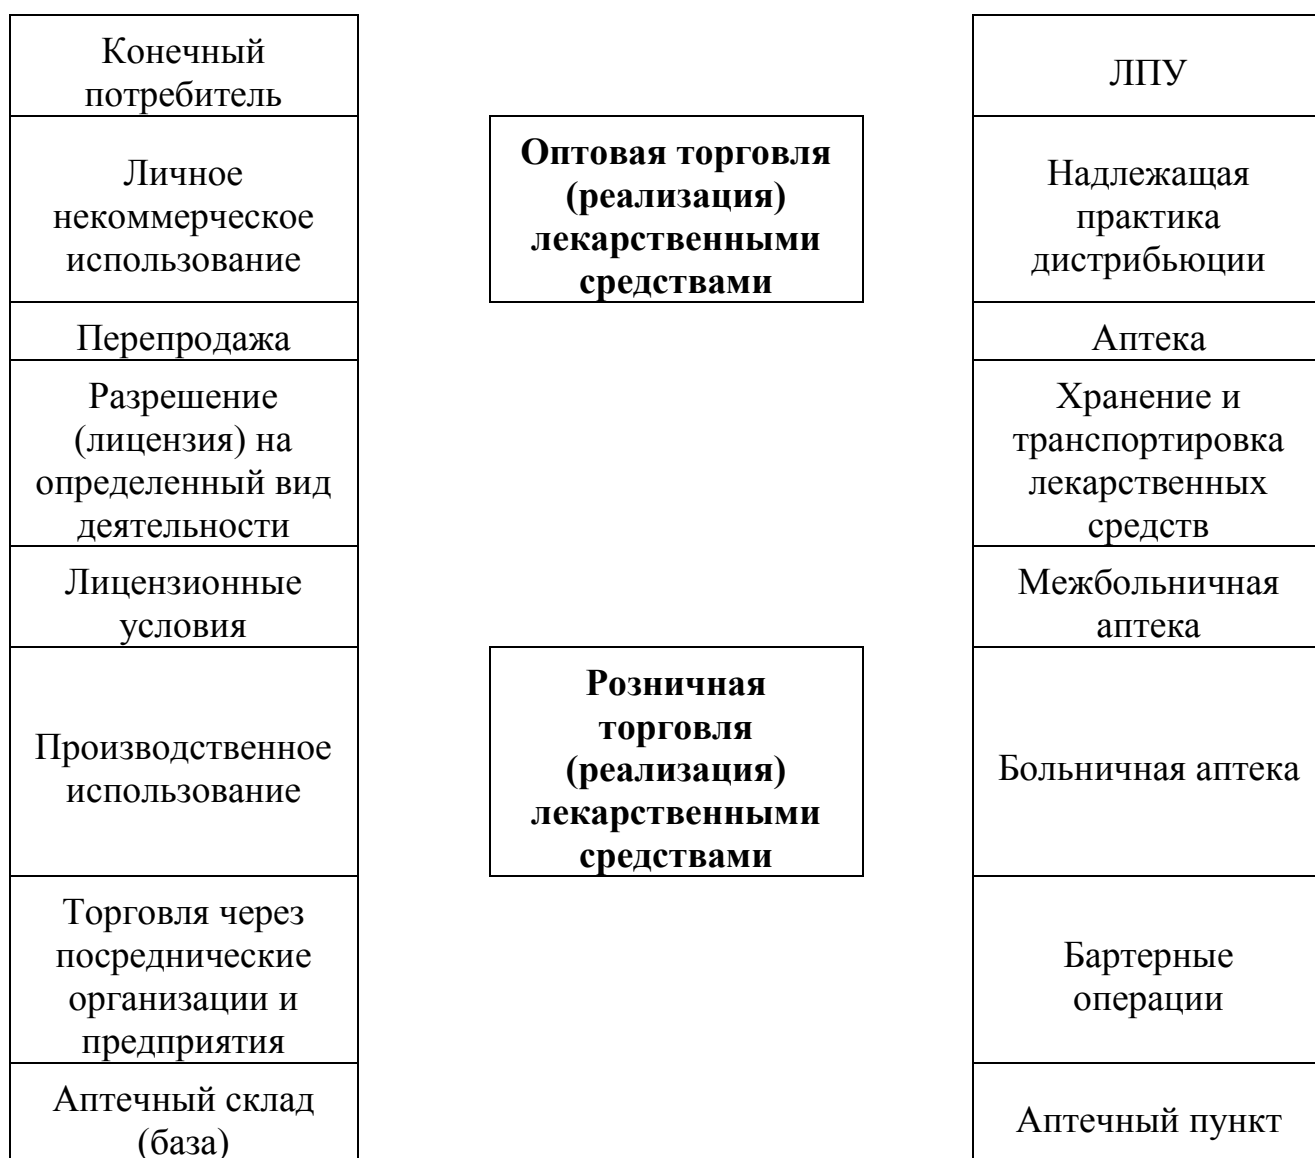 Конечный
потребитель
ЛПУ
Личное
некоммерческое
использование
Оптовая торговля
(реализация)
лекарственными
средствами
Надлежащая
практика
дистрибьюции
Перепродажа
Аптека
Разрешение
(лицензия) на
определенный вид
деятельности
Хранение и
транспортировка
лекарственных
средств
Лицензионные
условия
Межбольничная
аптека
Производственное
использование
Розничная
торговля
(реализация)
лекарственными
средствами
Больничная аптека
Торговля через
посреднические
организации и
предприятия
Бартерные
операции
Аптечный склад
(база)
Аптечный пункт